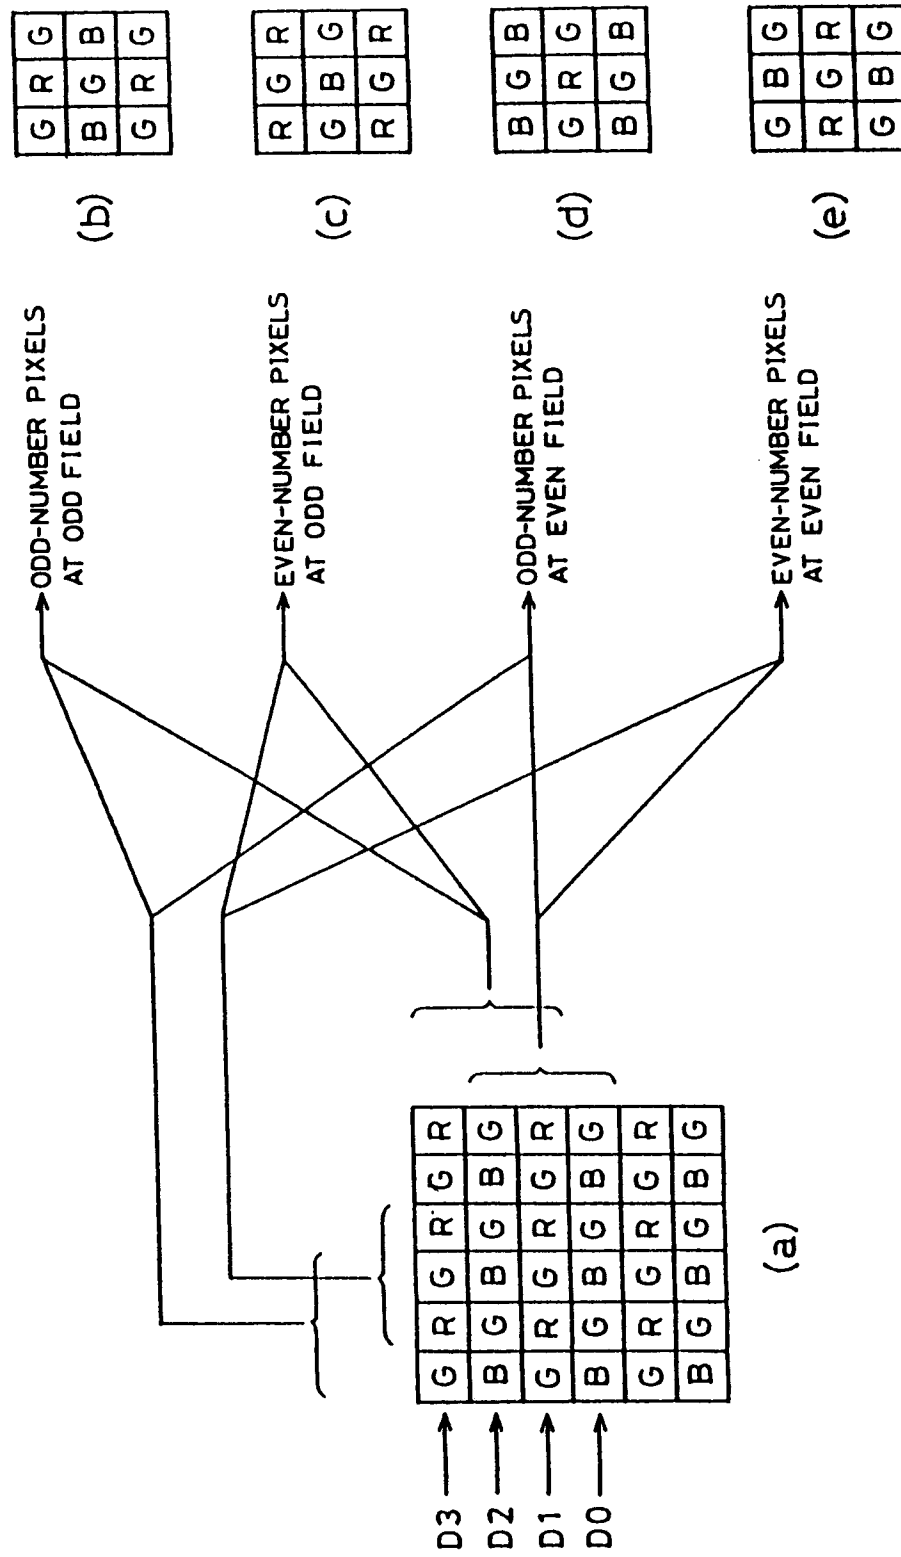 ODD-NUMBER PIXELS
AT ODD FIELD
(b)
G R G
B G B
G R G
EVEN-NUMBER PIXELS
AT ODD FIELD
(c)
R G R
G B G
R G R
ODD-NUMBER PIXELS
AT EVEN FIELD
(d)
B G B
G R G
B G B
EVEN-NUMBER PIXELS
AT EVEN FIELD
(e)
G B G
R G R
G B G
D3 G R G R G R
D2 B G B G B G
D1 G R G R G R
D0 B G B G B G
G R G R G R
B G B G B G
(a)